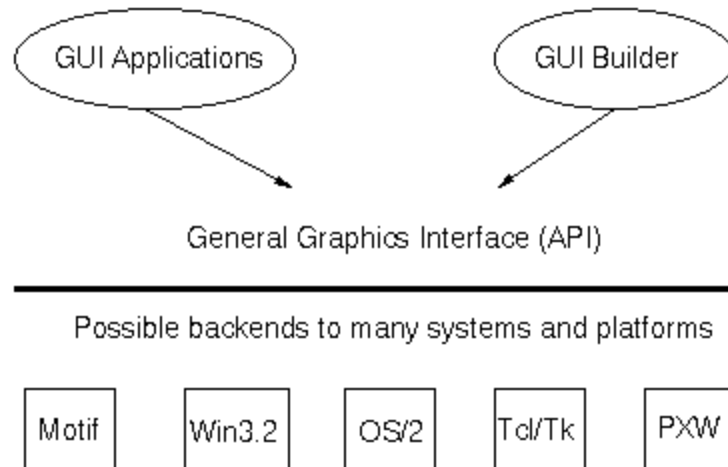 GUI Applications
GUI Builder
General Graphics Interface (API)
Possible backends to many systems and platforms
Motif
Win3.2
OS/2
Tcl/Tk
PXW